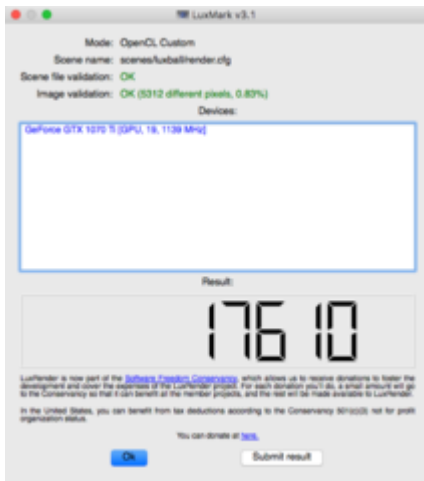 LuxMark v3.1
Mode: OpenCL Custom
Scene name: scenes/luxball/render.cfg
Scene file validation: OK
Image validation: OK (5312 different pixels, 0.83%)
Devices:
GeForce GTX 1070 Ti [GPU, 19, 1139 MHz]
Result:
17610
LuxRender is now part of the Software Freedom Conservancy, which allows us to receive donations to foster the
development and cover the expenses of the LuxRender project. For each donation you'll do, a small amount will go
to the Conservancy so that it can benefit all the member projects, and the rest will be made available to LuxRender.
In the United States, you can benefit from tax deductions according to the Conservancy 501(c)(3) not for profit
organization status.
You can donate at here.
Ok Submit result